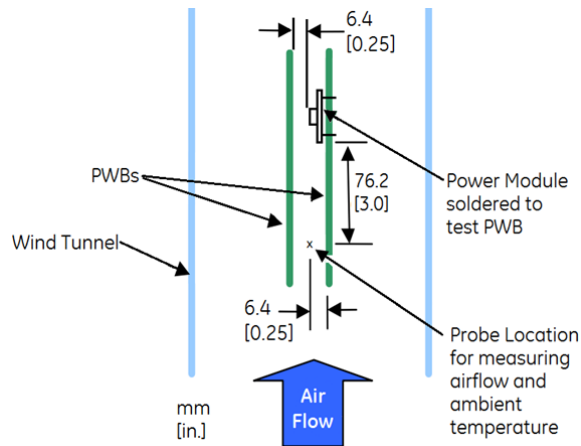 6.4
[0.25]
PWBs
76.2
[3.0]
Power Module
soldered to
test PWB
Wind Tunnel
x
6.4
[0.25]
Probe Location
for measuring
airflow and
ambient
temperature
Air
Flow
mm
[in.]